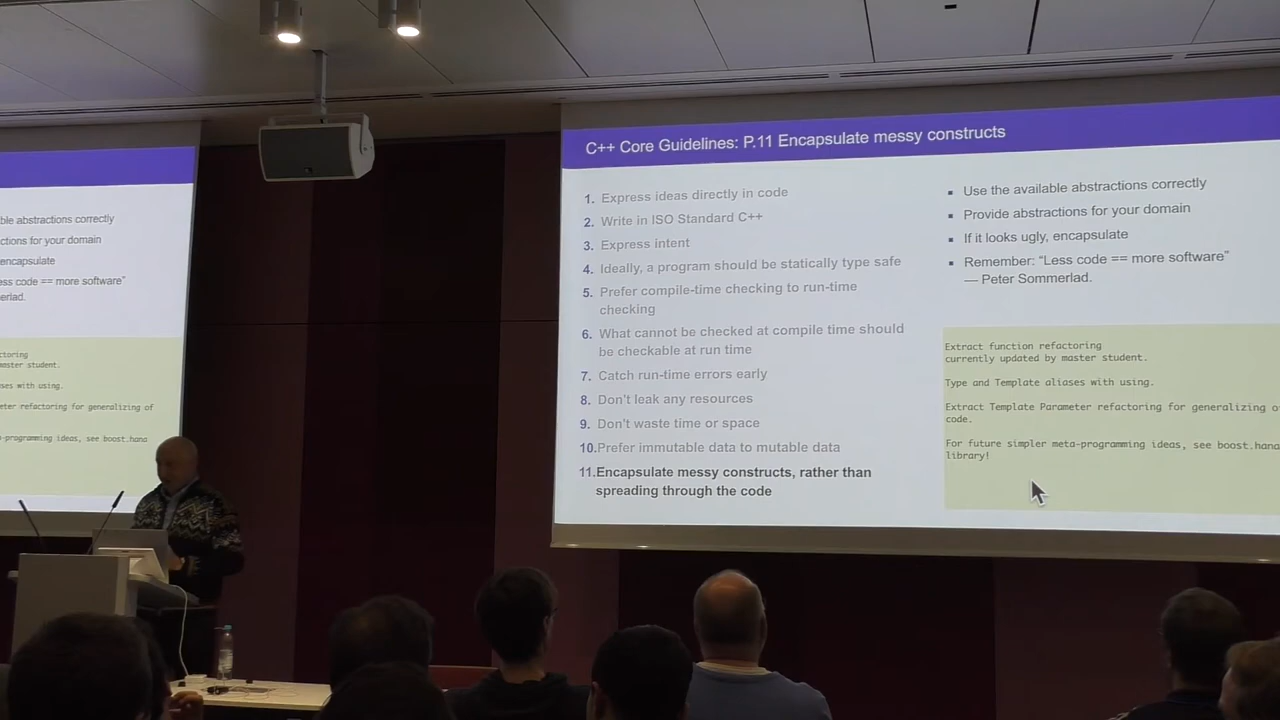 ble abstractions correctly
ctions for your domain
encapsulate
ess code == more software”
erlad.
ctoring
master student.
ses with using.
eter refactoring for generalizing of
-programming ideas, see boost.hana
C++ Core Guidelines: P.11 Encapsulate messy constructs
1. Express ideas directly in code
2. Write in ISO Standard C++
3. Express intent
4. Ideally, a program should be statically type safe
5. Prefer compile-time checking to run-time
checking
6. What cannot be checked at compile time should
be checkable at run time
7. Catch run-time errors early
8. Don't leak any resources
9. Don't waste time or space
10.Prefer immutable data to mutable data
11.Encapsulate messy constructs, rather than
spreading through the code
▪ Use the available abstractions correctly
▪ Provide abstractions for your domain
▪ If it looks ugly, encapsulate
▪ Remember: “Less code == more software”
— Peter Sommerlad.
Extract function refactoring
currently updated by master student.
Type and Template aliases with using.
Extract Template Parameter refactoring for generalizing o
code.
For future simpler meta-programming ideas, see boost.hana
library!